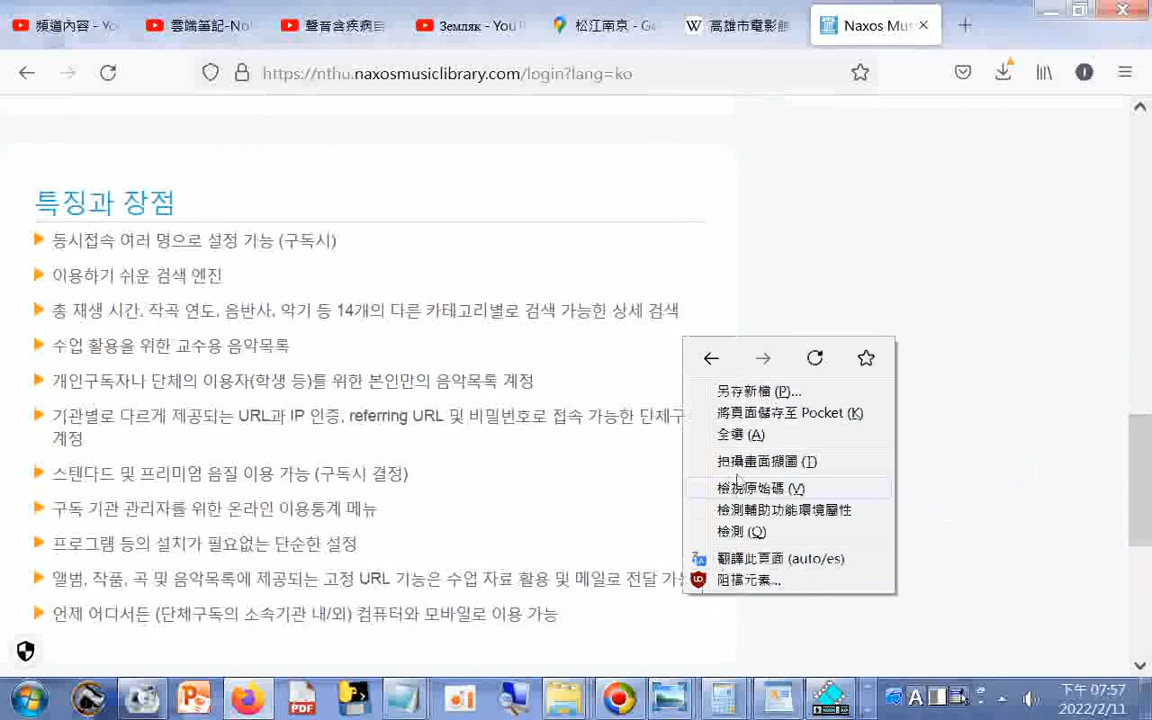 頻道內容 - Yo
雲端筆記-No
聲音含疾病目
Земляк - YouT
松江南京 - Go
高雄市電影館
Naxos Mus
https://nthu.naxosmusiclibrary.com/login?lang=ko
특징과 장점
동시접속 여러 명으로 설정 가능 (구독시)
이용하기 쉬운 검색 엔진
총 재생 시간, 작곡 연도, 음반사, 악기 등 14개의 다른 카테고리별로 검색 가능한 상세 검색
수업 활용을 위한 교수용 음악목록
개인구독자나 단체의 이용자(학생 등)를 위한 본인만의 음악목록 계정
기관별로 다르게 제공되는 URL과 IP 인증, referring URL 및 비밀번호로 접속 가능한 단체구
계정
스탠다드 및 프리미엄 음질 이용 가능 (구독시 결정)
구독 기관 관리자를 위한 온라인 이용통계 메뉴
프로그램 등의 설치가 필요없는 단순한 설정
앨범, 작품, 곡 및 음악목록에 제공되는 고정 URL 기능은 수업 자료 활용 및 메일로 전달 가능
언제 어디서든 (단체구독의 소속기관 내/외) 컴퓨터와 모바일로 이용 가능
另存新檔 (P)...
將頁面儲存至 Pocket (K)
全選 (A)
拍攝畫面擷圖 (T)
檢視原始碼 (V)
檢測輔助功能環境屬性
檢測 (Q)
翻譯此頁面 (auto/es)
阻擋元素...
下午 07:57
2022/2/11